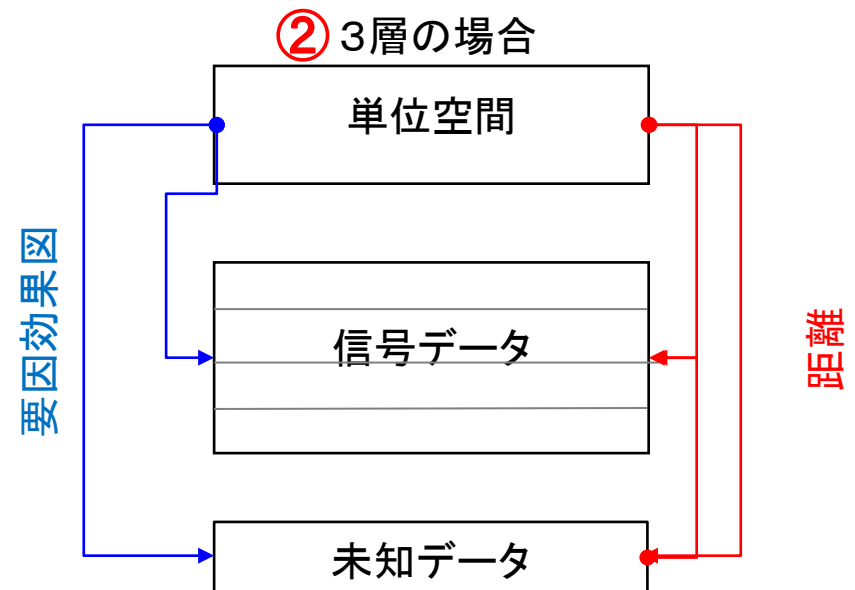 ② 3層の場合
単位空間
要因効果図
信号データ
距離
未知データ